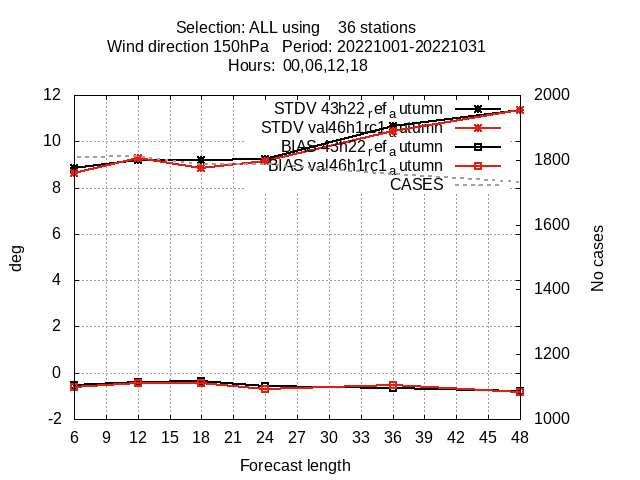 Selection: ALL using 36 stations
Wind direction 150hPa Period: 20221001-20221031
Hours: 00,06,12,18
12 2000
STDV 43h22_ref_autumn
STDV val46h1rc1_autumn
10
BIAS 43h22_ref_autumn
BIAS val46h1rc1_autumn
1800
8
CASES
6
1600
deg
No cases
4
1400
2
1200
0
-2 1000
6 9 12 15 18 21 24 27 30 33 36 39 42 45 48
Forecast length